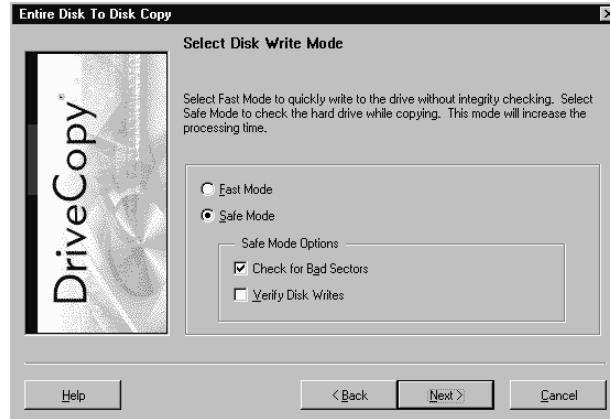 Entire Disk To Disk Copy
DriveCopy
Select Disk Write Mode
Select Fast Mode to quickly write to the drive without integrity checking. Select
Safe Mode to check the hard drive while copying. This mode will increase the
processing time.
Fast Mode
Safe Mode
Safe Mode Options
Check for Bad Sectors
Verify Disk Writes
Help
< Back
Next >
Cancel